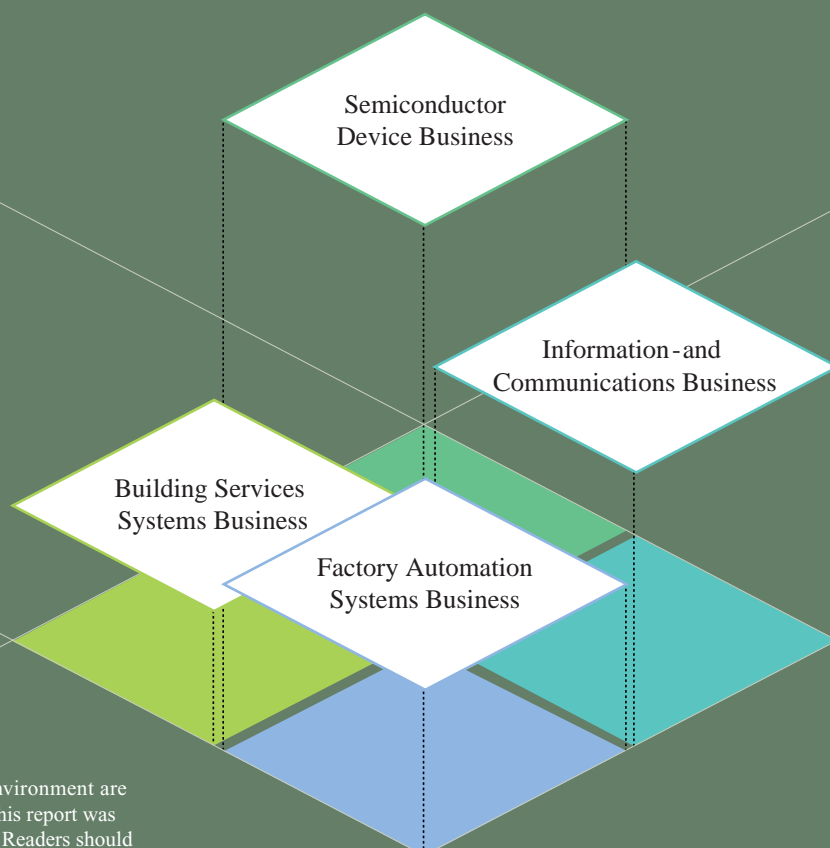 Semiconductor
Device Business
Information-and
Communications Business
Building Services
Systems Business
Factory Automation
Systems Business
are
his report was
Readers should